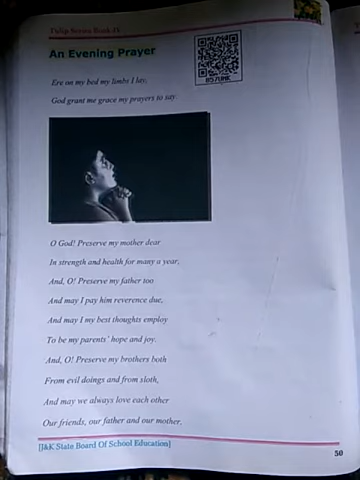 Tulip Series Book IV
An Evening Prayer
Ere on my bed my limbs I lay,
God grant me grace my prayers to say.
O God! Preserve my mother dear
In strength and health for many a year,
And, O! Preserve my father too
And may I pay him reverence due,
And may I my best thoughts employ
To be my parents' hope and joy.
And, O! Preserve my brothers both
From evil doings and from sloth,
And may we always love each other
Our friends, our father and our mother,
[J&K State Board Of School Education]
50